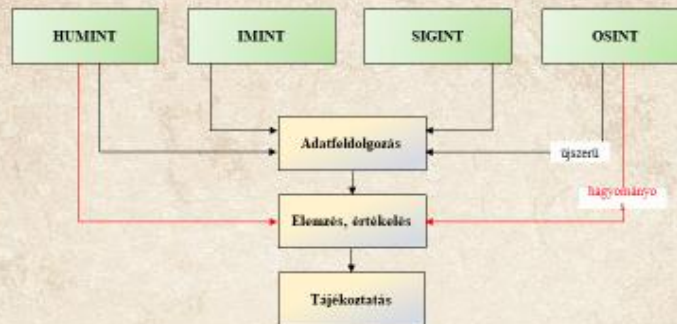 HUMINT
IMINT
SIGINT
OSINT
Adatfeldolgozás
újszerű
hagyományo
s
Elemzés, értékelés
Tájékoztatás